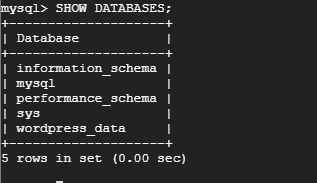 mysql> SHOW DATABASES;
+--------------------+
| Database           |
+--------------------+
| information_schema |
| mysql              |
| performance_schema |
| sys                |
| wordpress_data     |
+--------------------+
5 rows in set (0.00 sec)